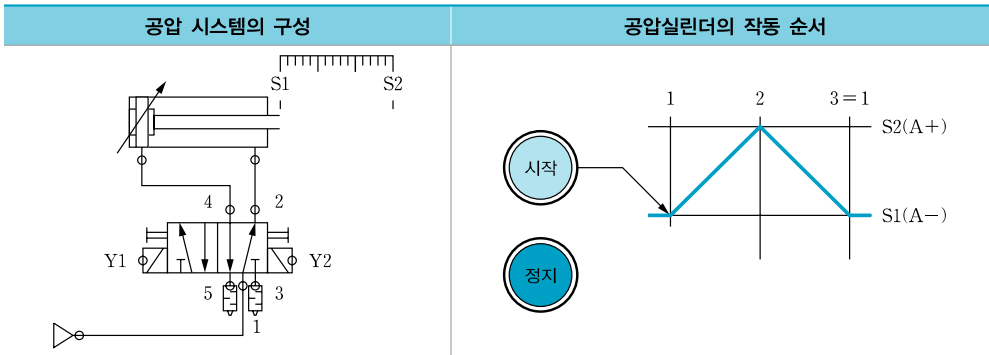 공압 시스템의 구성
공압실린더의 작동 순서
S1
S2
4
2
Y1
Y2
5
3
1
1
2
3=1
S2(A+)
시작
S1(A−)
정지